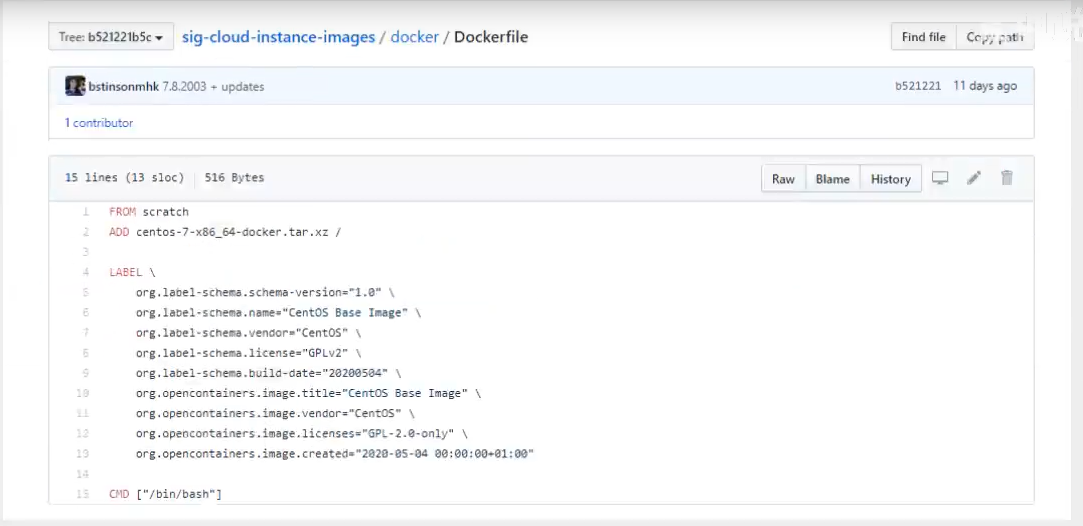 Tree: b521221b5c sig-cloud-instance-images / docker / Dockerfile Find file Copy path
bstinsonmhk 7.8.2003 + updates b521221 11 days ago
1 contributor
15 lines (13 sloc) 516 Bytes Raw Blame History
1 FROM scratch
2 ADD centos-7-x86_64-docker.tar.xz /
3
4 LABEL \
5 org.label-schema.schema-version="1.0" \
6 org.label-schema.name="CentOS Base Image" \
7 org.label-schema.vendor="CentOS" \
8 org.label-schema.license="GPLv2" \
9 org.label-schema.build-date="20200504" \
10 org.opencontainers.image.title="CentOS Base Image" \
11 org.opencontainers.image.vendor="CentOS" \
12 org.opencontainers.image.licenses="GPL-2.0-only" \
13 org.opencontainers.image.created="2020-05-04 00:00:00+01:00"
14
15 CMD ["/bin/bash"]